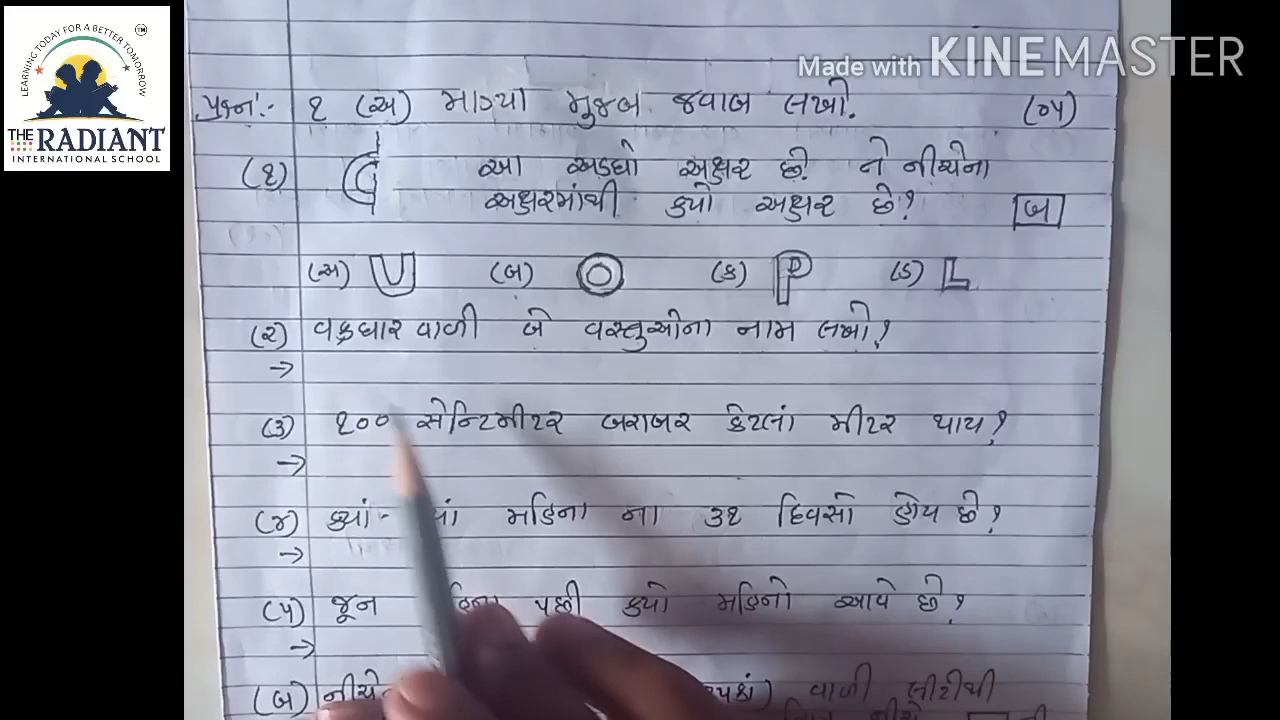 LEARNING TODAY FOR A BETTER TOMORROW
TM
THE RADIANT
INTERNATIONAL SCHOOL
Made with KINEMASTER
પ્રશ્ન:- ૧ (અ) માગ્યા મુજબ જવાબ લખો. (૦૫)
(૧) આ અડધો અક્ષર છે. તે નીચેના
અક્ષરમાંથી કયો અક્ષર છે? બ
(અ) U (બ) O (ક) P (ડ) L
(૨) વક્રધાર વાળી બે વસ્તુઓના નામ લખો?
→
(૩) ૧૦૦ સેન્ટિમીટર બરાબર કેટલાં મીટર થાય?
→
(૪) ક્યાં- મહિના ના ૩૧ દિવસો હોય છે?
→
(૫) જૂન પછી કયો મહિનો આવે છે?
→
(બ) વાળી લીટીથી